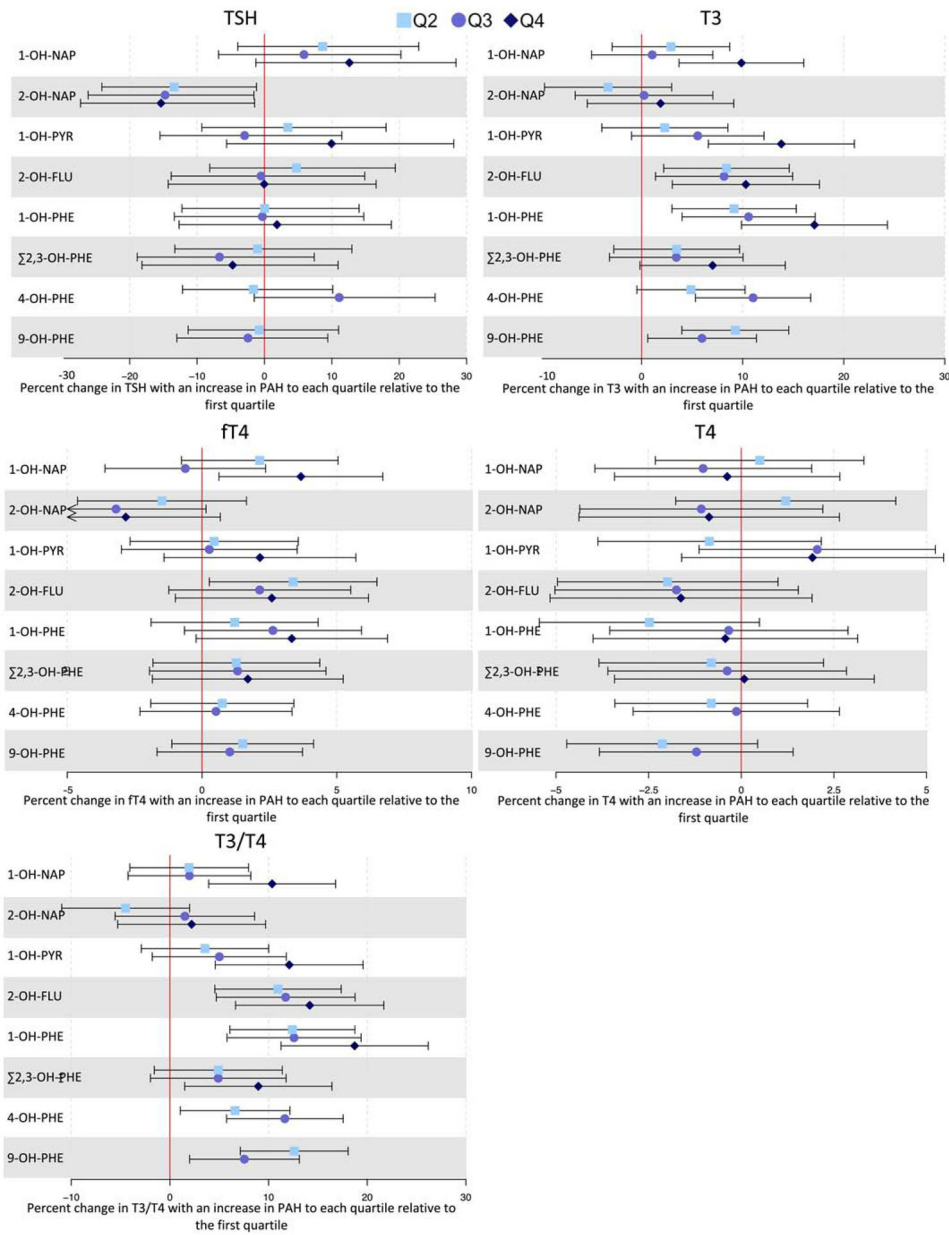 TSH
Q2 Q3 Q4
T3
1-OH-NAP
2-OH-NAP
1-OH-PYR
2-OH-FLU
1-OH-PHE
∑2,3-OH-PHE
4-OH-PHE
9-OH-PHE
-30 -20 -10 0 10 20 30
Percent change in TSH with an increase in PAH to each quartile relative to the
first quartile
1-OH-NAP
2-OH-NAP
1-OH-PYR
2-OH-FLU
1-OH-PHE
∑2,3-OH-PHE
4-OH-PHE
9-OH-PHE
-10 0 10 20 30
Percent change in T3 with an increase in PAH to each quartile relative to the
first quartile
fT4
1-OH-NAP
2-OH-NAP
1-OH-PYR
2-OH-FLU
1-OH-PHE
∑2,3-OH-PHE
4-OH-PHE
9-OH-PHE
−5 0 5 10
Percent change in fT4 with an increase in PAH to each quartile relative to the
first quartile
T4
1-OH-NAP
2-OH-NAP
1-OH-PYR
2-OH-FLU
1-OH-PHE
∑2,3-OH-PHE
4-OH-PHE
9-OH-PHE
−5 −2.5 0 2.5 5
Percent change in T4 with an increase in PAH to each quartile relative to the
first quartile
T3/T4
1-OH-NAP
2-OH-NAP
1-OH-PYR
2-OH-FLU
1-OH-PHE
∑2,3-OH-PHE
4-OH-PHE
9-OH-PHE
−10 0 10 20 30
Percent change in T3/T4 with an increase in PAH to each quartile relative to
the first quartile